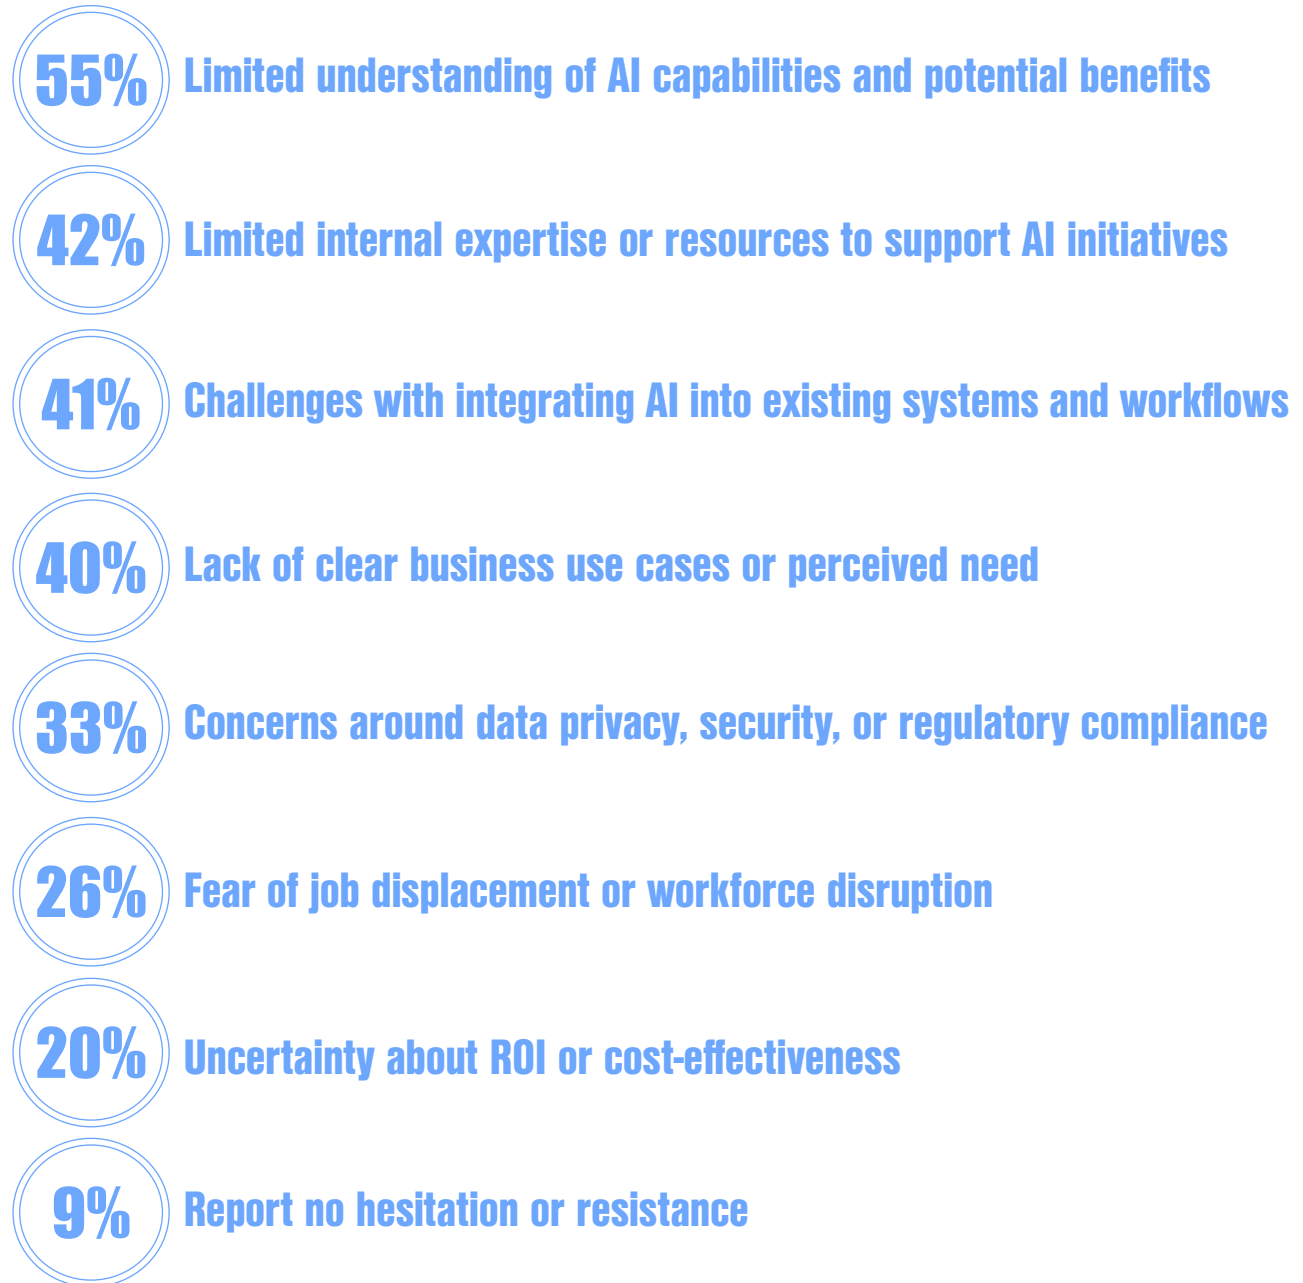 55% Limited understanding of AI capabilities and potential benefits
42% Limited internal expertise or resources to support AI initiatives
41% Challenges with integrating AI into existing systems and workflows
40% Lack of clear business use cases or perceived need
33% Concerns around data privacy, security, or regulatory compliance
26% Fear of job displacement or workforce disruption
20% Uncertainty about ROI or cost-effectiveness
9% Report no hesitation or resistance